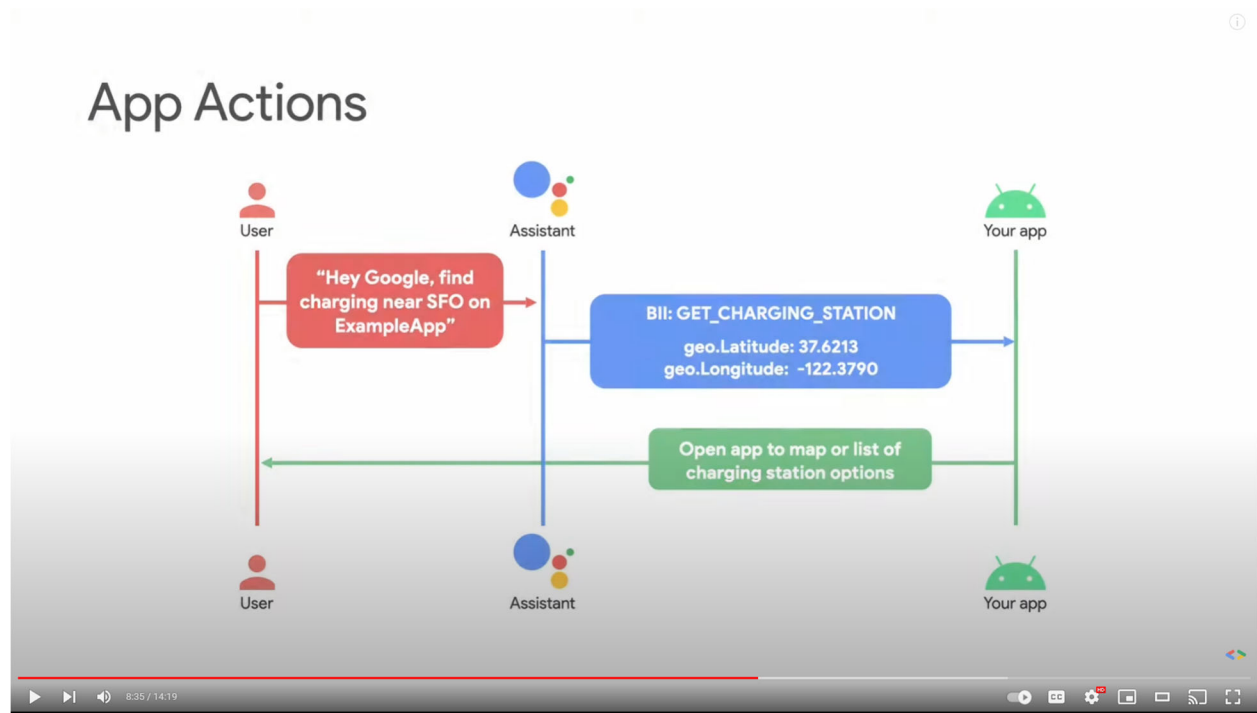 App Actions
User
Assistant
Your app
“Hey Google, find
charging near SFO on
ExampleApp”
BII: GET_CHARGING_STATION
geo.Latitude: 37.6213
geo.Longitude: -122.3790
Open app to map or list of
charging station options
User
Assistant
Your app
8:35 / 14:19
CC
HD